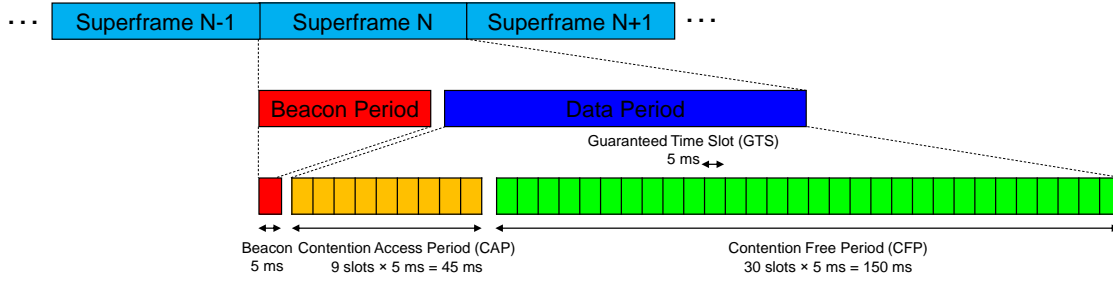 ... Superframe N-1 Superframe N Superframe N+1 ...
Beacon Period Data Period
Guaranteed Time Slot (GTS)
5 ms
Beacon Contention Access Period (CAP) Contention Free Period (CFP)
5 ms 9 slots × 5 ms = 45 ms 30 slots × 5 ms = 150 ms